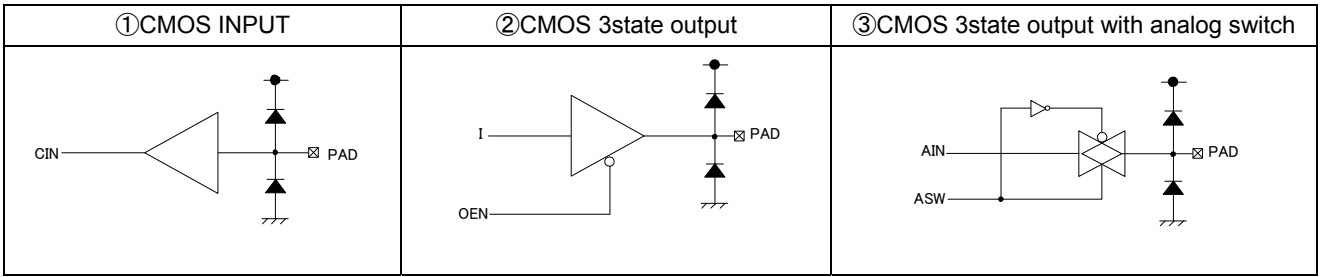 ①CMOS INPUT
②CMOS 3state output
③CMOS 3state output with analog switch
CIN
PAD
I
PAD
OEN
AIN
PAD
ASW